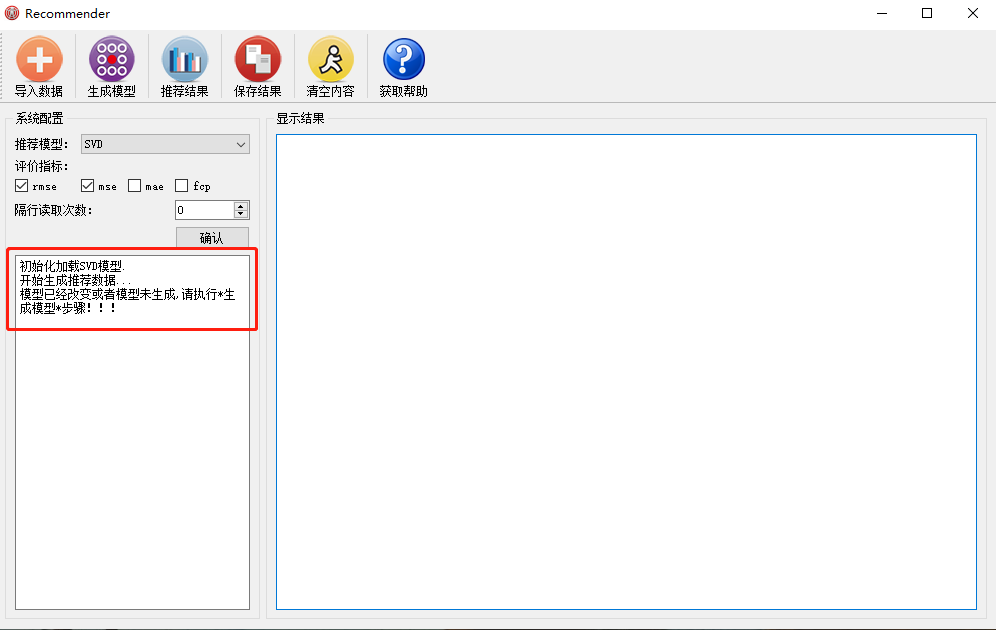 Recommender
导入数据 生成模型 推荐结果 保存结果 清空内容 获取帮助
系统配置
推荐模型： SVD
评价指标：
rmse mse mae fcp
隔行读取次数： 0
确认
初始化加载SVD模型.
开始生成推荐数据...
模型已经改变或者模型未生成,请执行*生
成模型*步骤！！！
显示结果